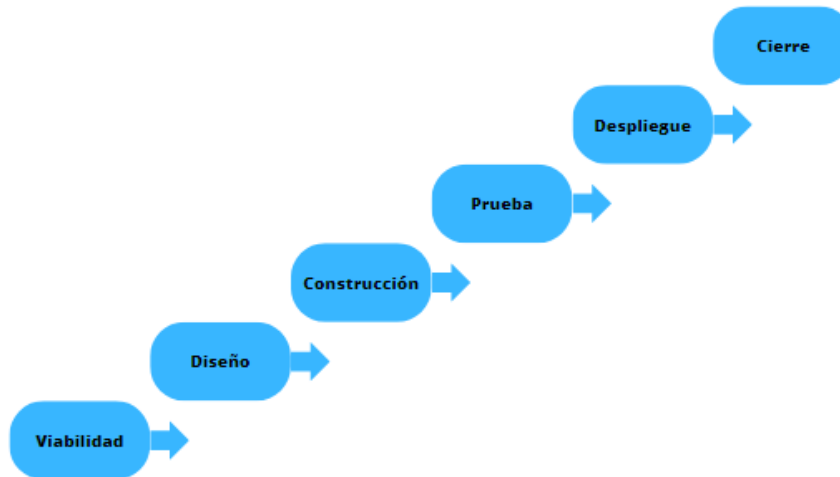 Cierre
Despliegue
Prueba
Construcción
Diseño
Viabilidad